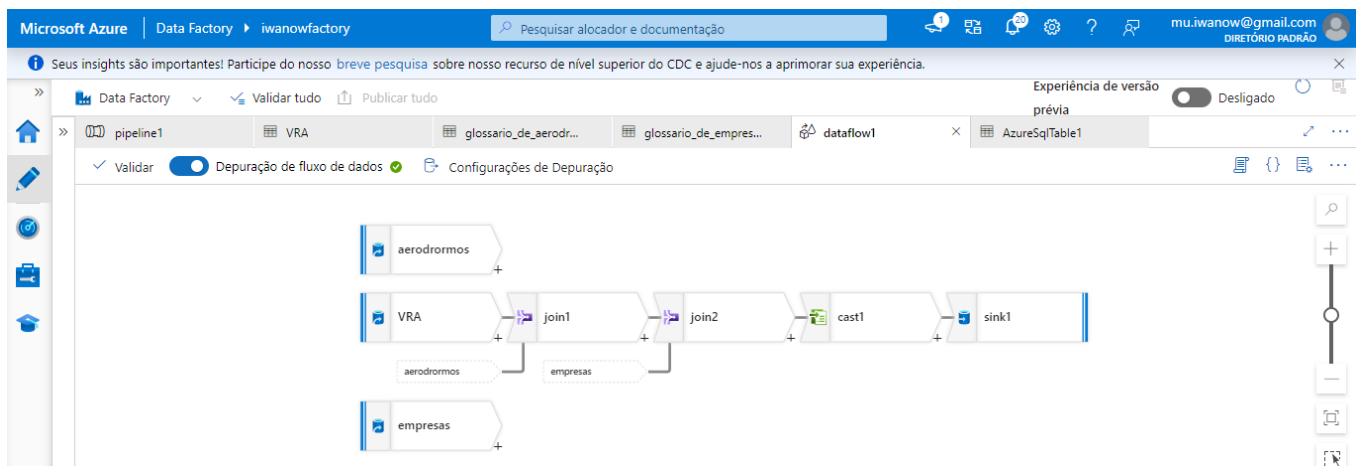 Microsoft Azure Data Factory iwanowfactory Pesquisar alocador e documentação 1 20 mu.iwanow@gmail.com
DIRETÓRIO PADRÃO
Seus insights são importantes! Participe do nosso breve pesquisa sobre nosso recurso de nível superior do CDC e ajude-nos a aprimorar sua experiência.
Data Factory Validar tudo Publicar tudo Experiência de versão prévia Desligado
pipeline1 VRA glossario_de_aerodr... glossario_de_empres... dataflow1 AzureSqlTable1
Validar Depuração de fluxo de dados Configurações de Depuração
aerodrormos
VRA join1 join2 cast1 sink1
aerodrormos empresas
empresas